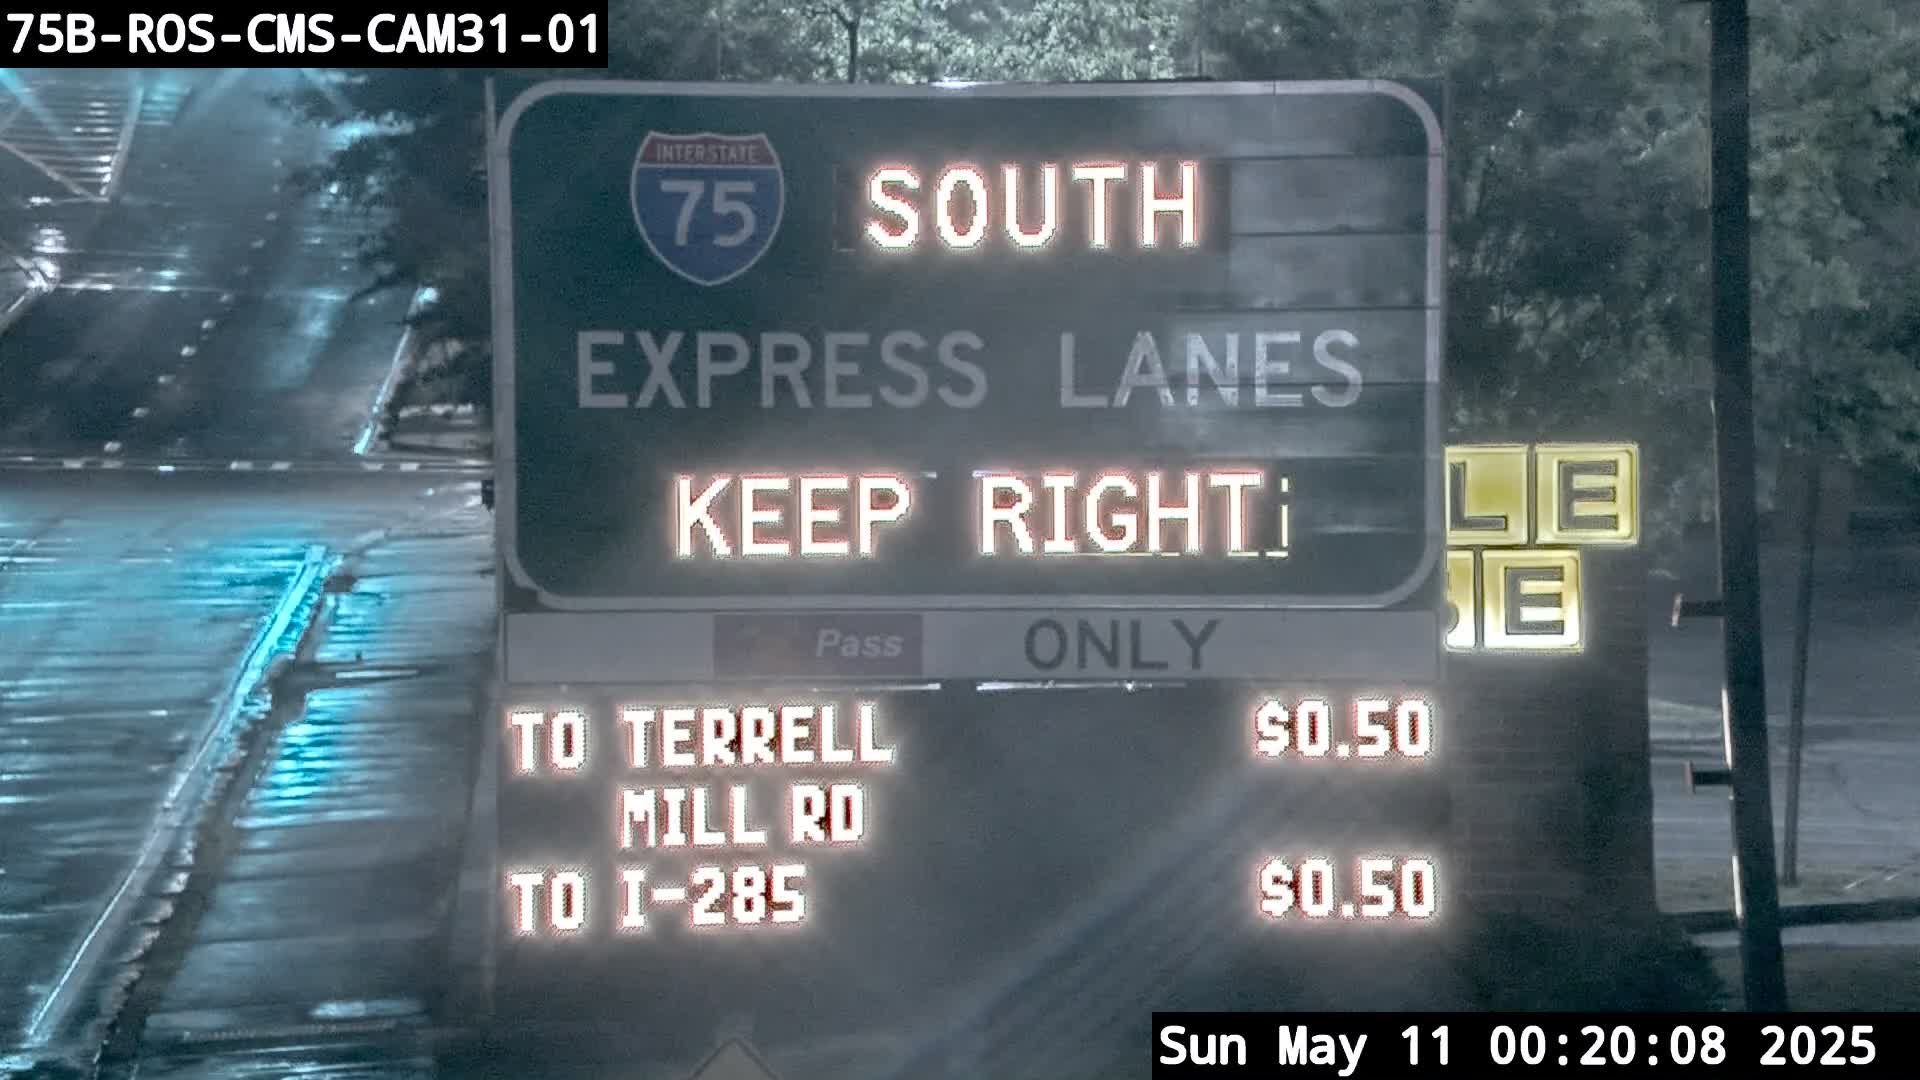 75B-ROS-CMS-CAM31-01
INTERSTATE
75
SOUTH
EXPRESS LANES
KEEP RIGHT
Pass ONLY
LE
E
TO TERRELL $0.50
MILL RD
TO I-285 $0.50
Sun May 11 00:20:08 2025